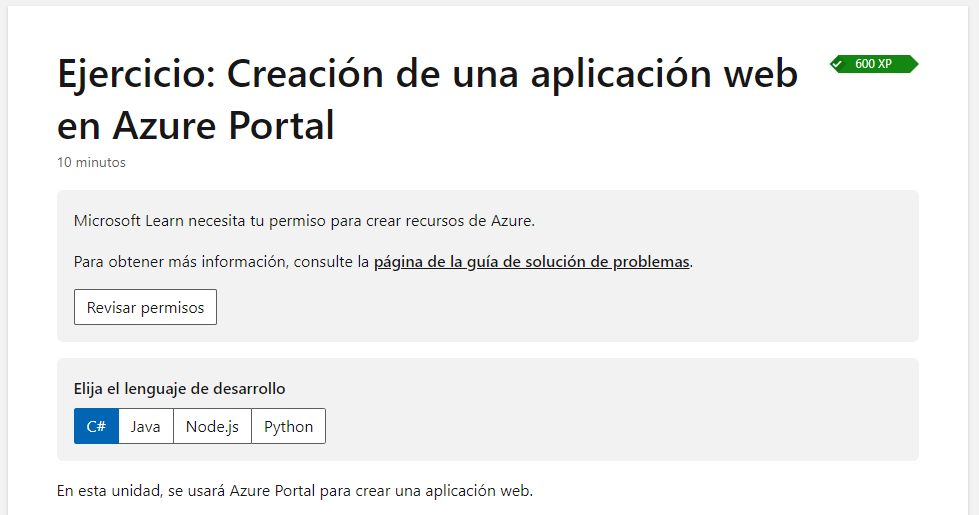 Ejercicio: Creación de una aplicación web
en Azure Portal
600 XP
10 minutos
Microsoft Learn necesita tu permiso para crear recursos de Azure.
Para obtener más información, consulte la página de la guía de solución de problemas.
Revisar permisos
Elija el lenguaje de desarrollo
C# Java Node.js Python
En esta unidad, se usará Azure Portal para crear una aplicación web.